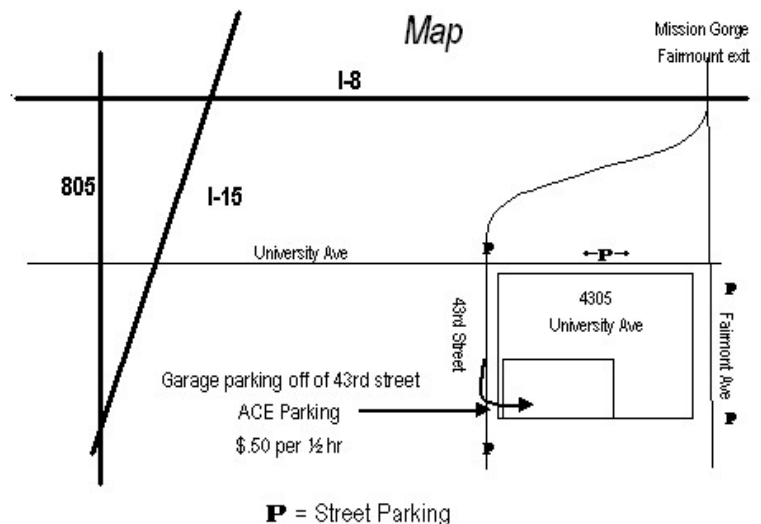 Map
Mission Gorge
Fairmount exit
I-8
805
I-15
University Ave
P
P
43rd Street
4305
University Ave
P
Fairmont Ave
P
Garage parking off of 43rd street
ACE Parking
$.50 per ½ hr
P
P = Street Parking